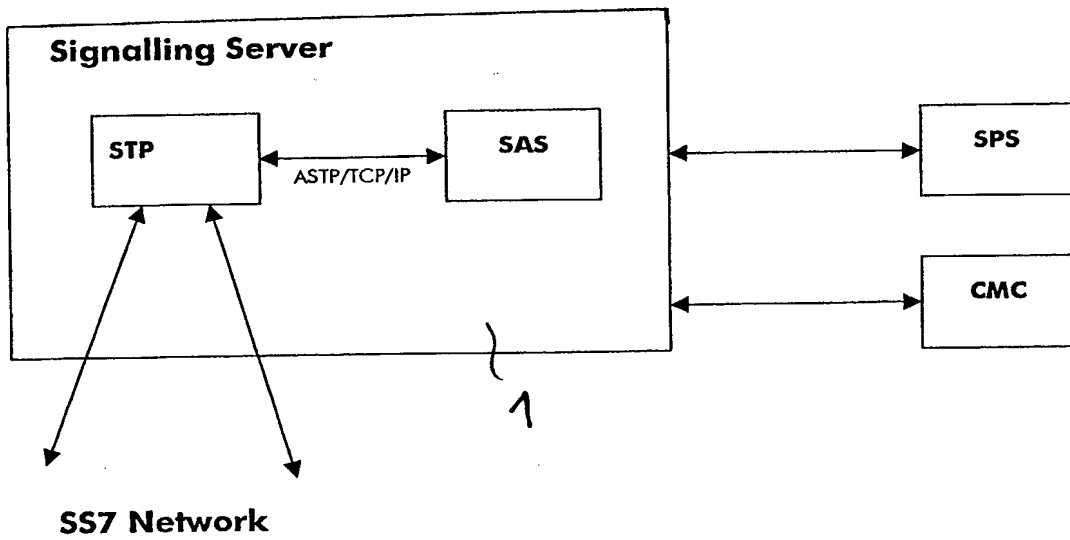 Signalling Server
STP
SAS
ASTP/TCP/IP
SPS
CMC
1
SS7 Network